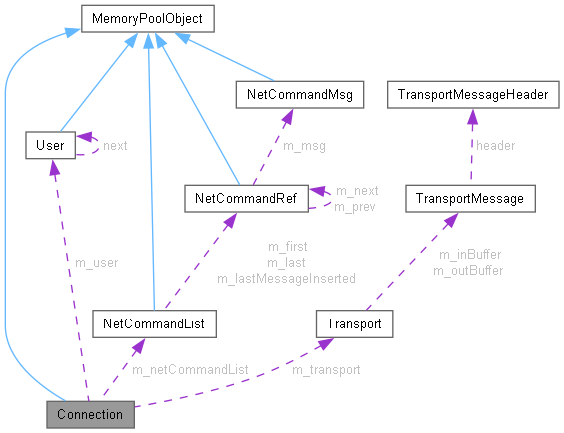 MemoryPoolObject
NetCommandMsg
TransportMessageHeader
User
next
m_msg
header
NetCommandRef
m_next
m_prev
TransportMessage
m_user
m_first
m_last
m_lastMessageInserted
m_inBuffer
m_outBuffer
NetCommandList
Transport
m_netCommandList
m_transport
Connection